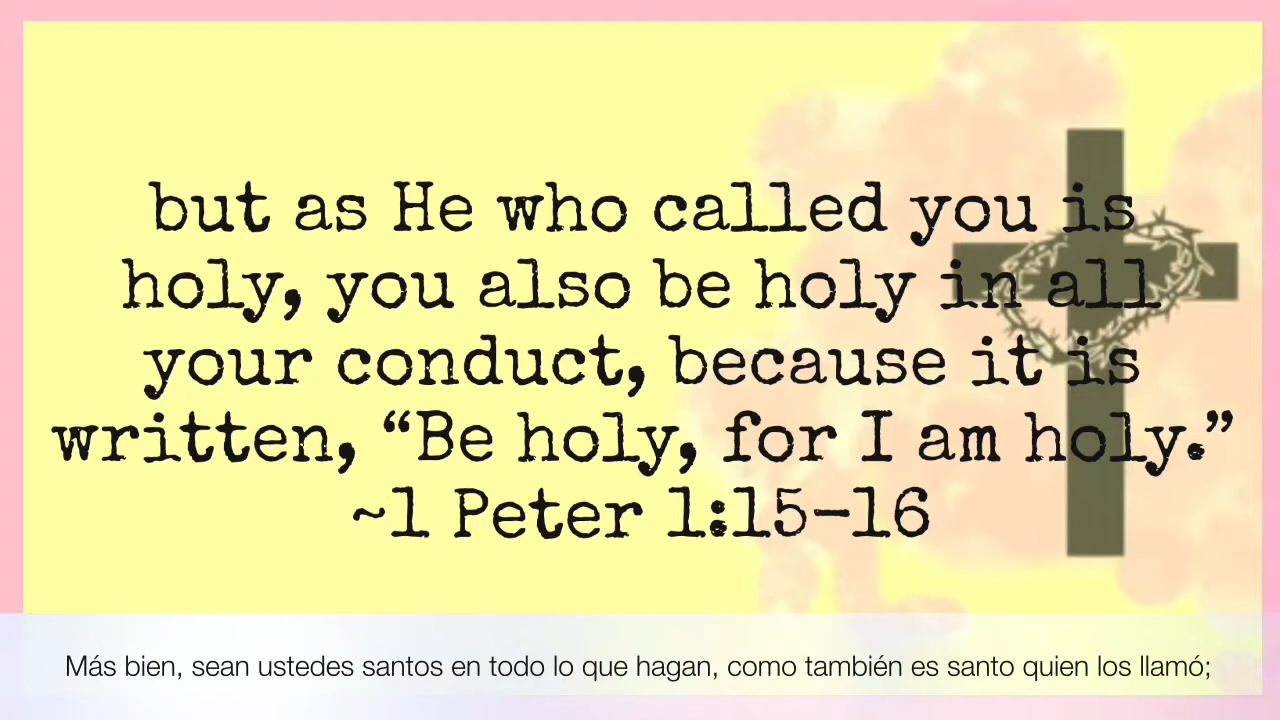 but as He who called you is
holy, you also be holy in all
your conduct, because it is
written, “Be holy, for I am holy.”
~1 Peter 1:15-16
Más bien, sean ustedes santos en todo lo que hagan, como también es santo quien los llamó;